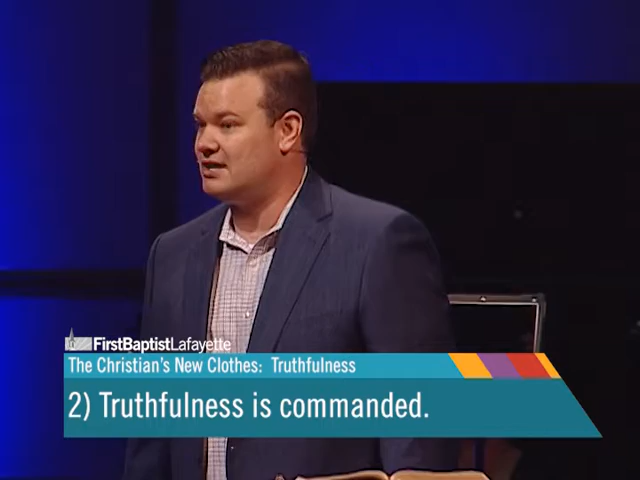 FirstBaptistLafayette
The Christian's New Clothes: Truthfulness
2) Truthfulness is commanded.